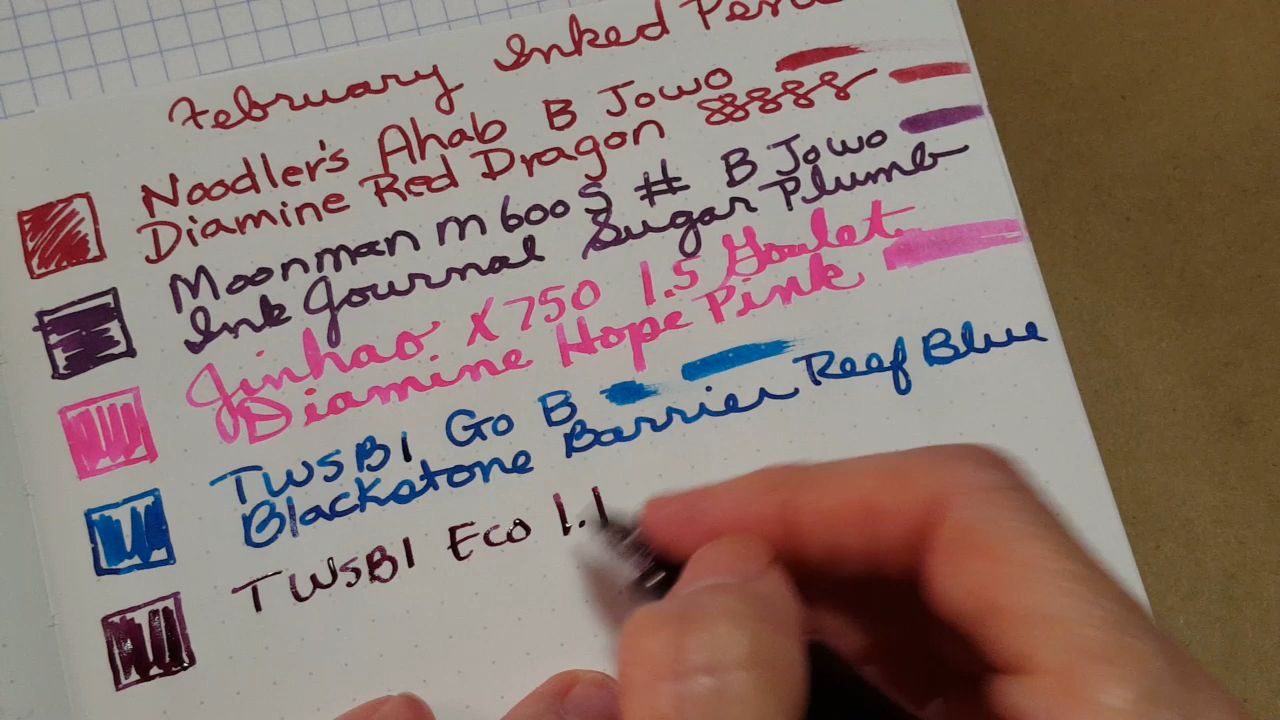 February Inked Pens
Noodler's Ahab B Jowo
Diamine Red Dragon
Moonman M600S # B Jowo
Ink Journal Sugar Plumb
Jinhao X750 1.5 Goulet
Diamine Hope Pink
TWSBI Go B
Blackstone Barrier Reef Blue
TWSBI Eco 1.1